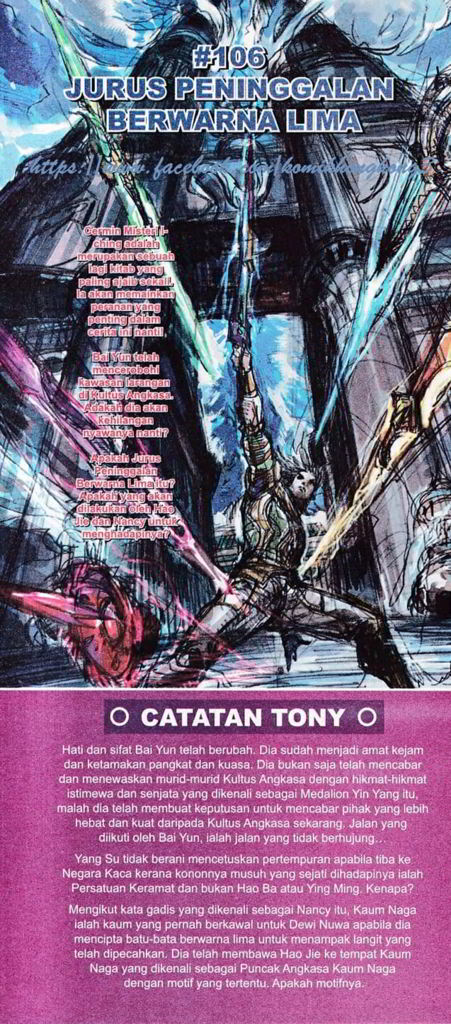 #106
JURUS PENINGGALAN
BERWARNA LIMA
Cermin Misteri I-
ching adalah
merupakan sebuah
lagi kitab yang
paling ajaib sekali.
Ia akan memainkan
peranan yang
penting dalam
cerita ini nanti!
Bai Yun telah
mencerobohi
kawasan larangan
di Kultus Angkasa.
Adakah dia akan
kehilangan
nyawanya nanti?
Apakah Jurus
Peninggalan
Berwarna Lima itu?
Apakah yang akan
dilakukan oleh Hao
Jie dan Nancy untuk
menghadapinya?
CATATAN TONY
Hati dan sifat Bai Yun telah berubah. Dia sudah menjadi amat kejam
dan ketamakan pangkat dan kuasa. Dia bukan saja telah mencabar
dan menewaskan murid-murid Kultus Angkasa dengan hikmat-hikmat
istimewa dan senjata yang dikenali sebagai Medalion Yin Yang itu,
malah dia telah membuat keputusan untuk mencabar pihak yang lebih
hebat dan kuat daripada Kultus Angkasa sekarang. Jalan yang
diikuti oleh Bai Yun, ialah jalan yang tidak berhujung...
Yang Su tidak berani mencetuskan pertempuran apabila tiba ke
Negara Kaca kerana kononnya musuh yang sejati dihadapinya ialah
Persatuan Keramat dan bukan Hao Ba atau Ying Ming. Kenapa?
Mengikut kata gadis yang dikenali sebagai Nancy itu, Kaum Naga
ialah kaum yang pernah berkawal untuk Dewi Nuwa apabila dia
mencipta batu-bata berwarna lima untuk menampak langit yang
telah dipecahkan. Dia telah membawa Hao Jie ke tempat Kaum
Naga yang dikenali sebagai Puncak Angkasa Kaum Naga
dengan motif yang tertentu. Apakah motifnya.